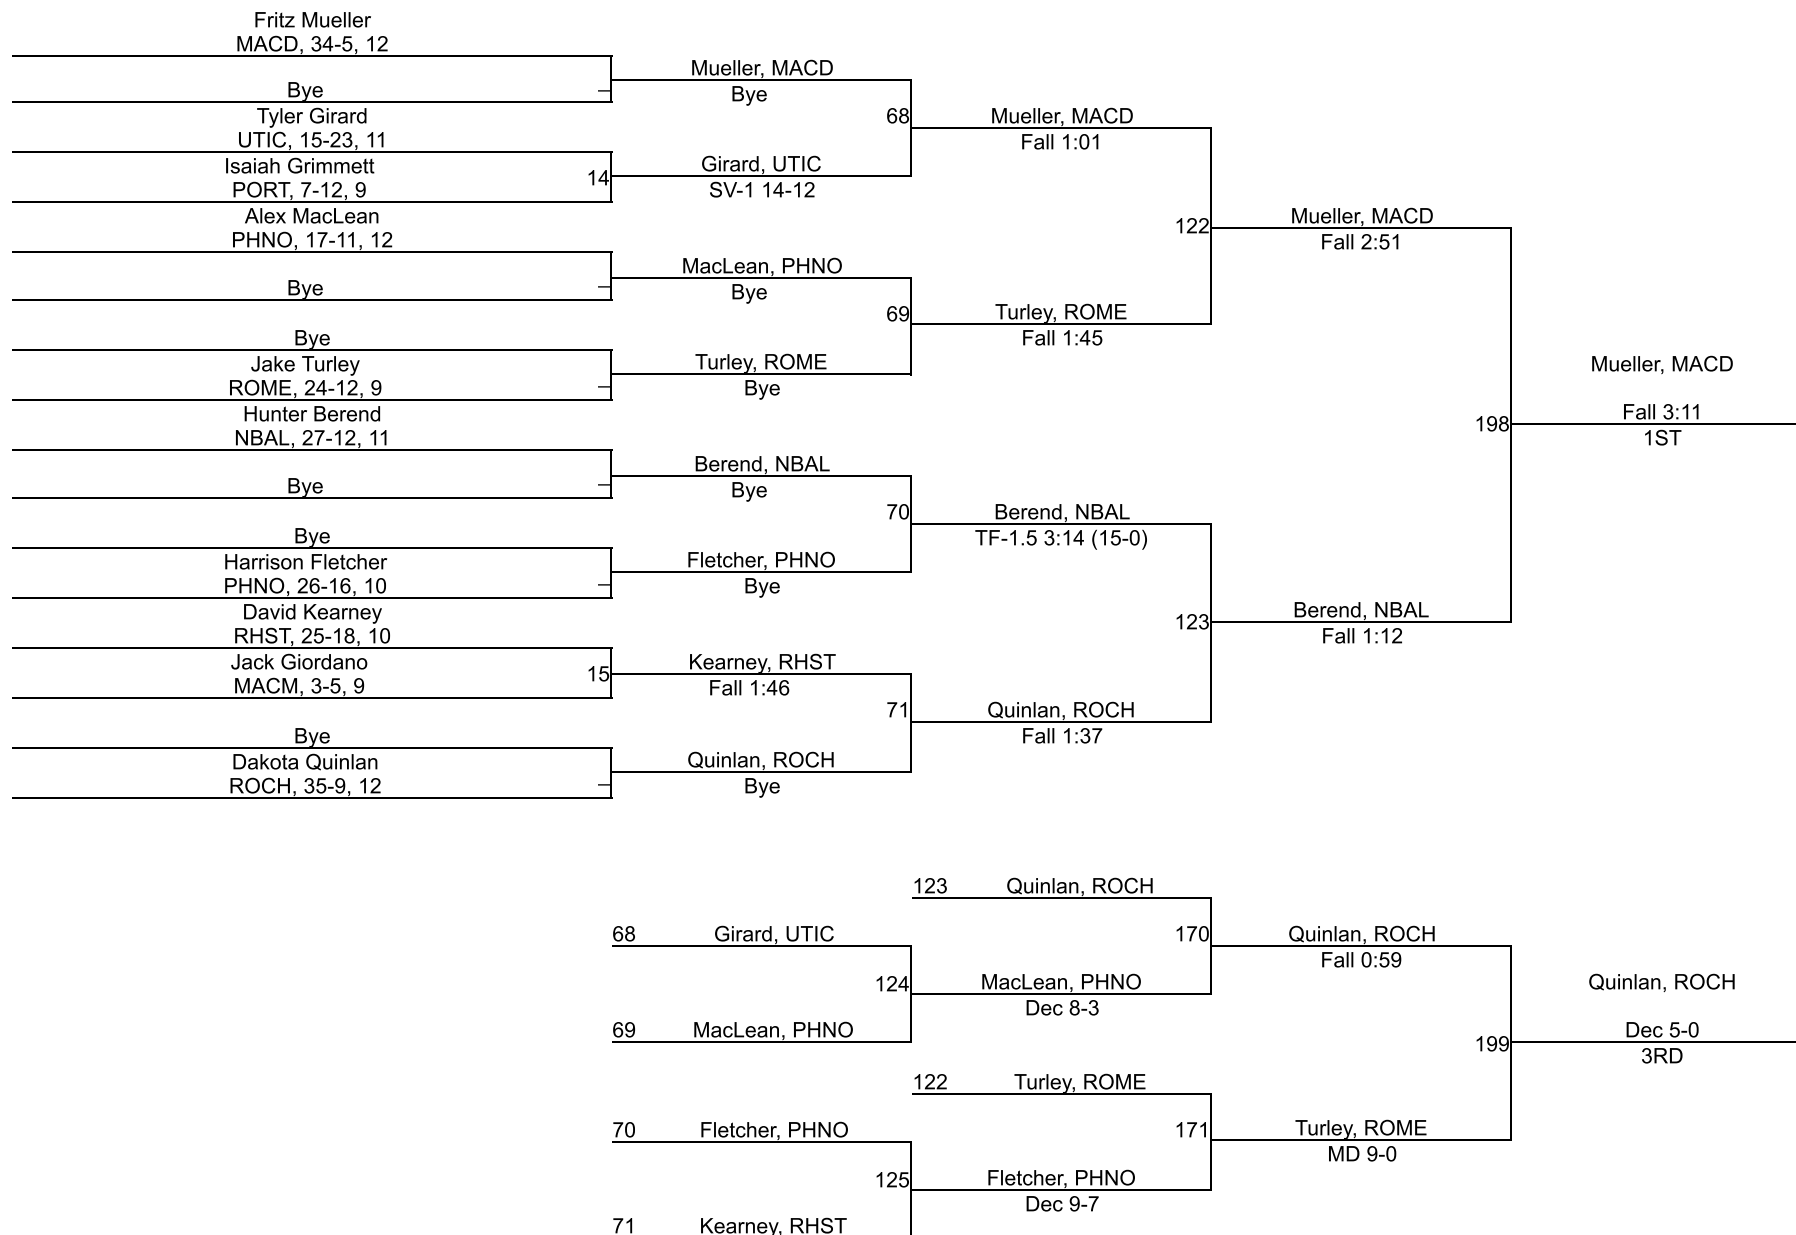 Fritz Mueller
MACD, 34-5, 12
Bye
Tyler Girard
UTIC, 15-23, 11
Isaiah Grimmett
PORT, 7-12, 9
14
Alex MacLean
PHNO, 17-11, 12
Bye
Bye
Jake Turley
ROME, 24-12, 9
Hunter Berend
NBAL, 27-12, 11
Bye
Bye
Harrison Fletcher
PHNO, 26-16, 10
David Kearney
RHST, 25-18, 10
Jack Giordano
MACM, 3-5, 9
15
Bye
Dakota Quinlan
ROCH, 35-9, 12
Mueller, MACD
Bye
68
Girard, UTIC
SV-1 14-12
MacLean, PHNO
Bye
69
Turley, ROME
Bye
Berend, NBAL
Bye
70
Fletcher, PHNO
Bye
Kearney, RHST
Fall 1:46
71
Quinlan, ROCH
Bye
Mueller, MACD
Fall 1:01
122
Turley, ROME
Fall 1:45
Berend, NBAL
TF-1.5 3:14 (15-0)
123
Quinlan, ROCH
Fall 1:37
Mueller, MACD
Fall 2:51
198
Berend, NBAL
Fall 1:12
Mueller, MACD
Fall 3:11
1ST
68 Girard, UTIC
124
69 MacLean, PHNO
70 Fletcher, PHNO
125
71 Kearney, RHST
123 Quinlan, ROCH
170
MacLean, PHNO
Dec 8-3
122 Turley, ROME
171
Fletcher, PHNO
Dec 9-7
Quinlan, ROCH
Fall 0:59
199
Turley, ROME
MD 9-0
Quinlan, ROCH
Dec 5-0
3RD